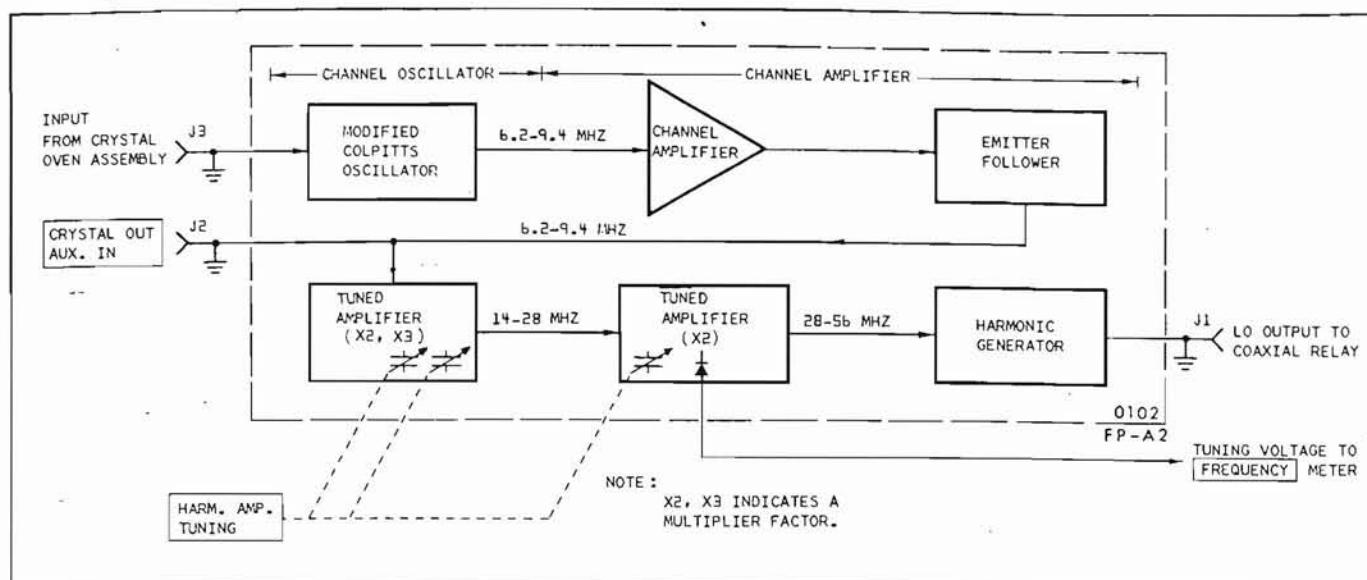 CHANNEL OSCILLATOR
CHANNEL AMPLIFIER
INPUT
FROM CRYSTAL
OVEN ASSEMBLY
J3
MODIFIED
COLPITTS
OSCILLATOR
6.2-9.4 MHZ
CHANNEL
AMPLIFIER
EMITTER
FOLLOWER
CRYSTAL OUT
AUX. IN
J2
6.2-9.4 MHZ
TUNED
AMPLIFIER
(X2, X3)
14-28 MHZ
TUNED
AMPLIFIER
(X2)
28-56 MHZ
HARMONIC
GENERATOR
J1
LO OUTPUT TO
COAXIAL RELAY
0102
FP-A2
TUNING VOLTAGE TO
FREQUENCY METER
HARM. AMP.
TUNING
NOTE:
X2, X3 INDICATES A
MULTIPLIER FACTOR.